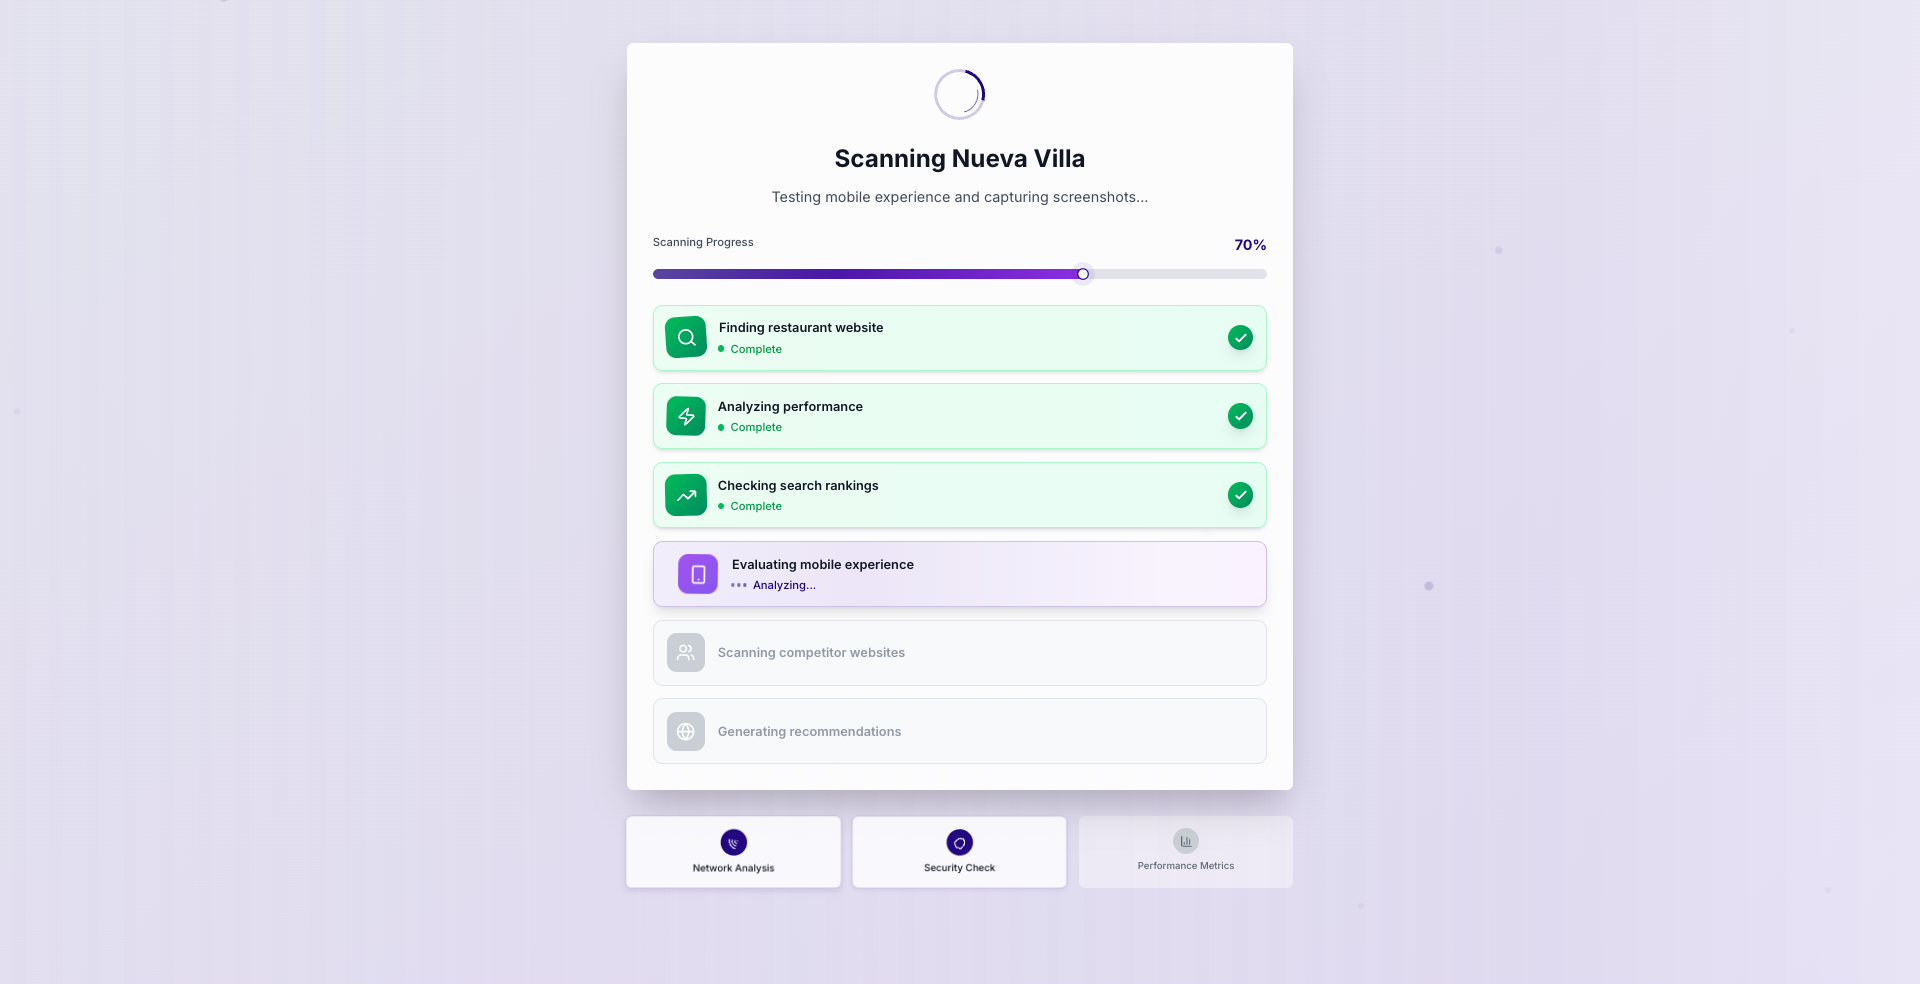 Scanning Nueva Villa
Testing mobile experience and capturing screenshots...
Scanning Progress
70%
Finding restaurant website
Complete
Analyzing performance
Complete
Checking search rankings
Complete
Evaluating mobile experience
Analyzing...
Scanning competitor websites
Generating recommendations
Network Analysis
Security Check
Performance Metrics